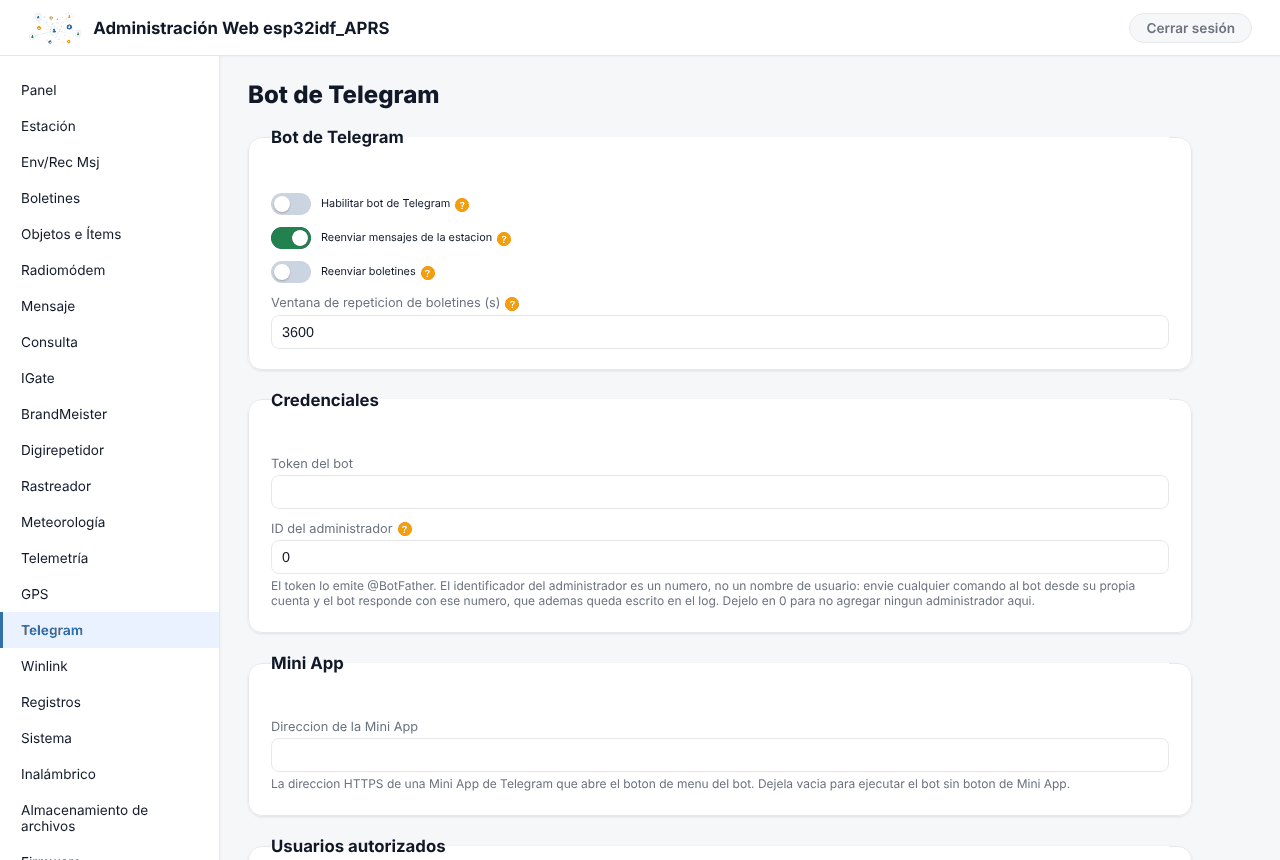 Administración Web esp32idf_APRS
Cerrar sesión
Panel
Estación
Env/Rec Msj
Boletines
Objetos e Ítems
Radiomódem
Mensaje
Consulta
IGate
BrandMeister
Digirepetidor
Rastreador
Meteorología
Telemetría
GPS
Telegram
Winlink
Registros
Sistema
Inalámbrico
Almacenamiento de
archivos
Bot de Telegram
Bot de Telegram
Habilitar bot de Telegram ?
Reenviar mensajes de la estacion ?
Reenviar boletines ?
Ventana de repeticion de boletines (s) ?
3600
Credenciales
Token del bot
ID del administrador ?
0
El token lo emite @BotFather. El identificador del administrador es un numero, no un nombre de usuario: envie cualquier comando al bot desde su propia
cuenta y el bot responde con ese numero, que ademas queda escrito en el log. Dejelo en 0 para no agregar ningun administrador aqui.
Mini App
Direccion de la Mini App
La direccion HTTPS de una Mini App de Telegram que abre el boton de menu del bot. Dejela vacia para ejecutar el bot sin boton de Mini App.
Usuarios autorizados